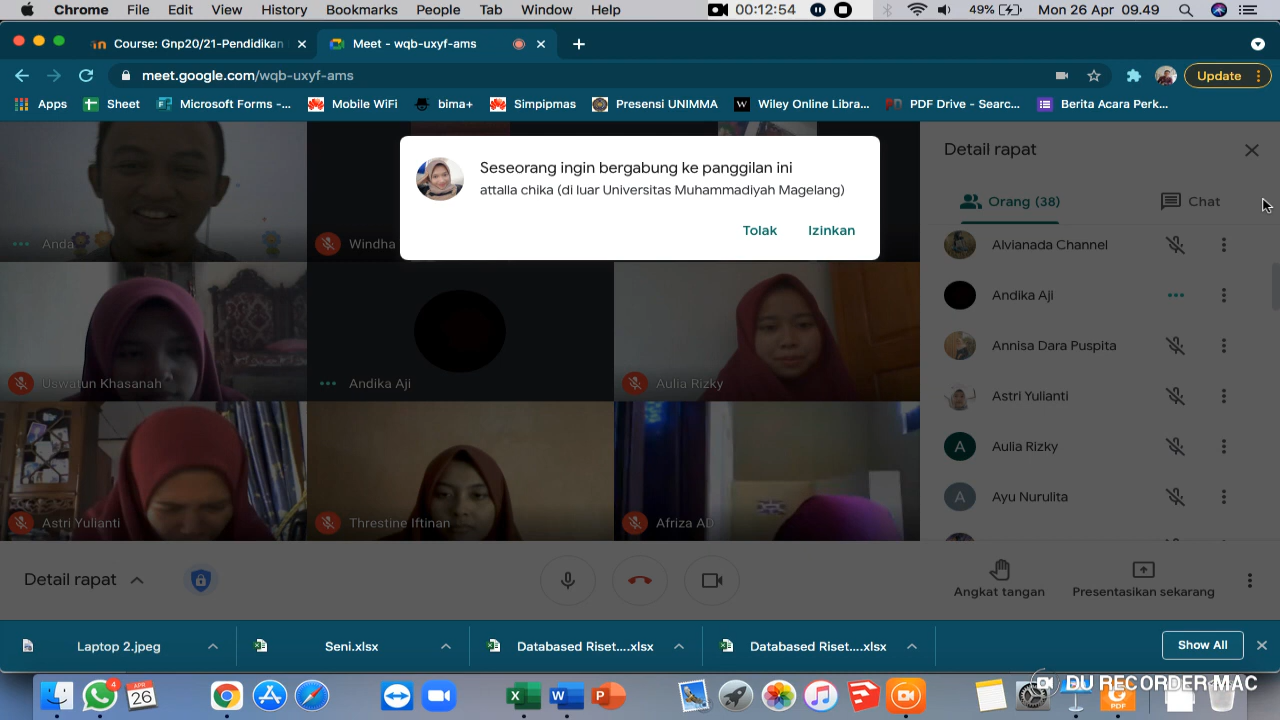 Chrome File Edit View History Bookmarks People Tab Window Help 00:12:54 49% Mon 26 Apr 09.49
Course: Gnp20/21-Pendidikan Meet - wqb-uxyf-ams
meet.google.com/wqb-uxyf-ams Update
Apps Sheet Microsoft Forms -... Mobile WiFi bima+ Simpipmas Presensi UNIMMA Wiley Online Libra... PDF Drive - Searc... Berita Acara Perk...
Seseorang ingin bergabung ke panggilan ini
attalla chika (di luar Universitas Muhammadiyah Magelang)
Tolak Izinkan
Anda
Windha
Uswatun Khasanah
Andika Aji
Aulia Rizky
Astri Yulianti
Threstine Iftinan
Afriza AD
Detail rapat
Orang (38) Chat
Alvianada Channel
Andika Aji
Annisa Dara Puspita
Astri Yulianti
A Aulia Rizky
A Ayu Nurulita
Detail rapat
Angkat tangan Presentasikan sekarang
Laptop 2.jpeg Seni.xlsx Databased Riset....xlsx Databased Riset....xlsx Show All
4
APR
26
W
P
PDF
DU RECORDER MAC